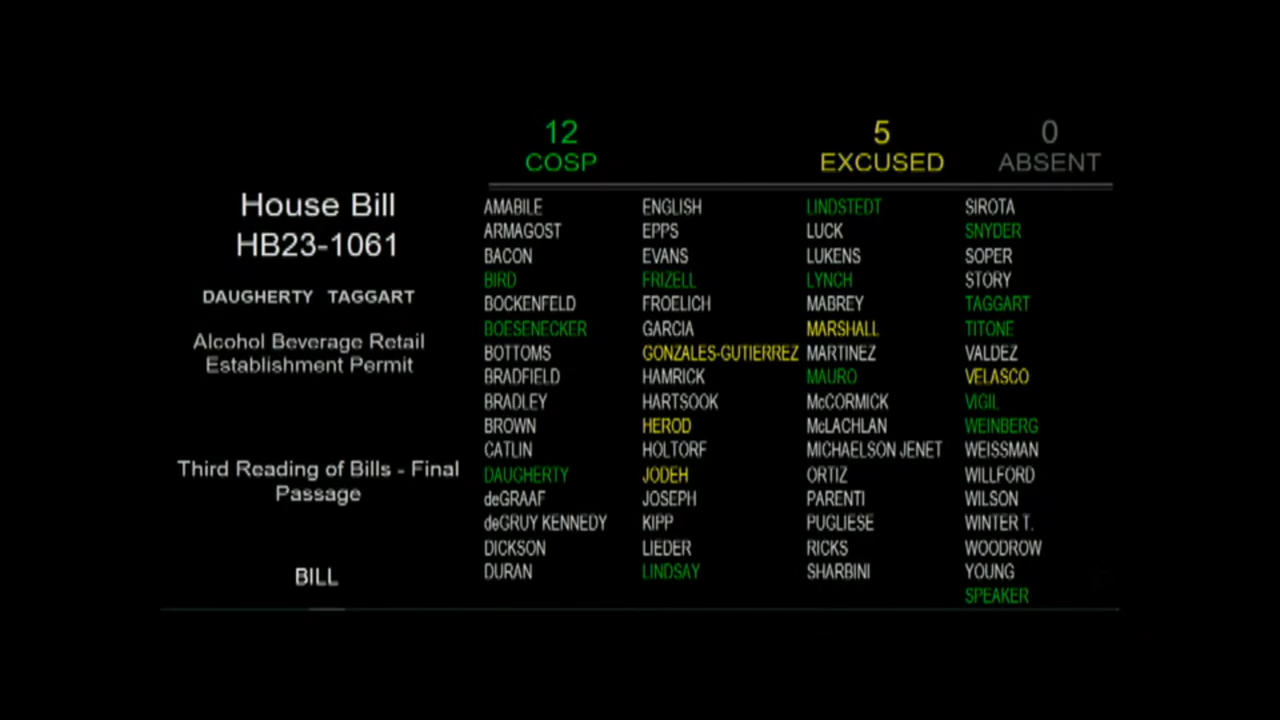 12
COSP
5
EXCUSED
0
ABSENT
House Bill
HB23-1061
DAUGHERTY TAGGART
Alcohol Beverage Retail
Establishment Permit
Third Reading of Bills - Final
Passage
BILL
AMABILE
ARMAGOST
BACON
BIRD
BOCKENFELD
BOESENECKER
BOTTOMS
BRADFIELD
BRADLEY
BROWN
CATLIN
DAUGHERTY
deGRAAF
deGRUY KENNEDY
DICKSON
DURAN
ENGLISH
EPPS
EVANS
FRIZELL
FROELICH
GARCIA
GONZALES-GUTIERREZ
HAMRICK
HARTSOOK
HEROD
HOLTORF
JODEH
JOSEPH
KIPP
LIEDER
LINDSAY
LINDSTEDT
LUCK
LUKENS
LYNCH
MABREY
MARSHALL
MARTINEZ
MAURO
McCORMICK
McLACHLAN
MICHAELSON JENET
ORTIZ
PARENTI
PUGLIESE
RICKS
SHARBINI
SIROTA
SNYDER
SOPER
STORY
TAGGART
TITONE
VALDEZ
VELASCO
VIGIL
WEINBERG
WEISSMAN
WILLFORD
WILSON
WINTER T.
WOODROW
YOUNG
SPEAKER